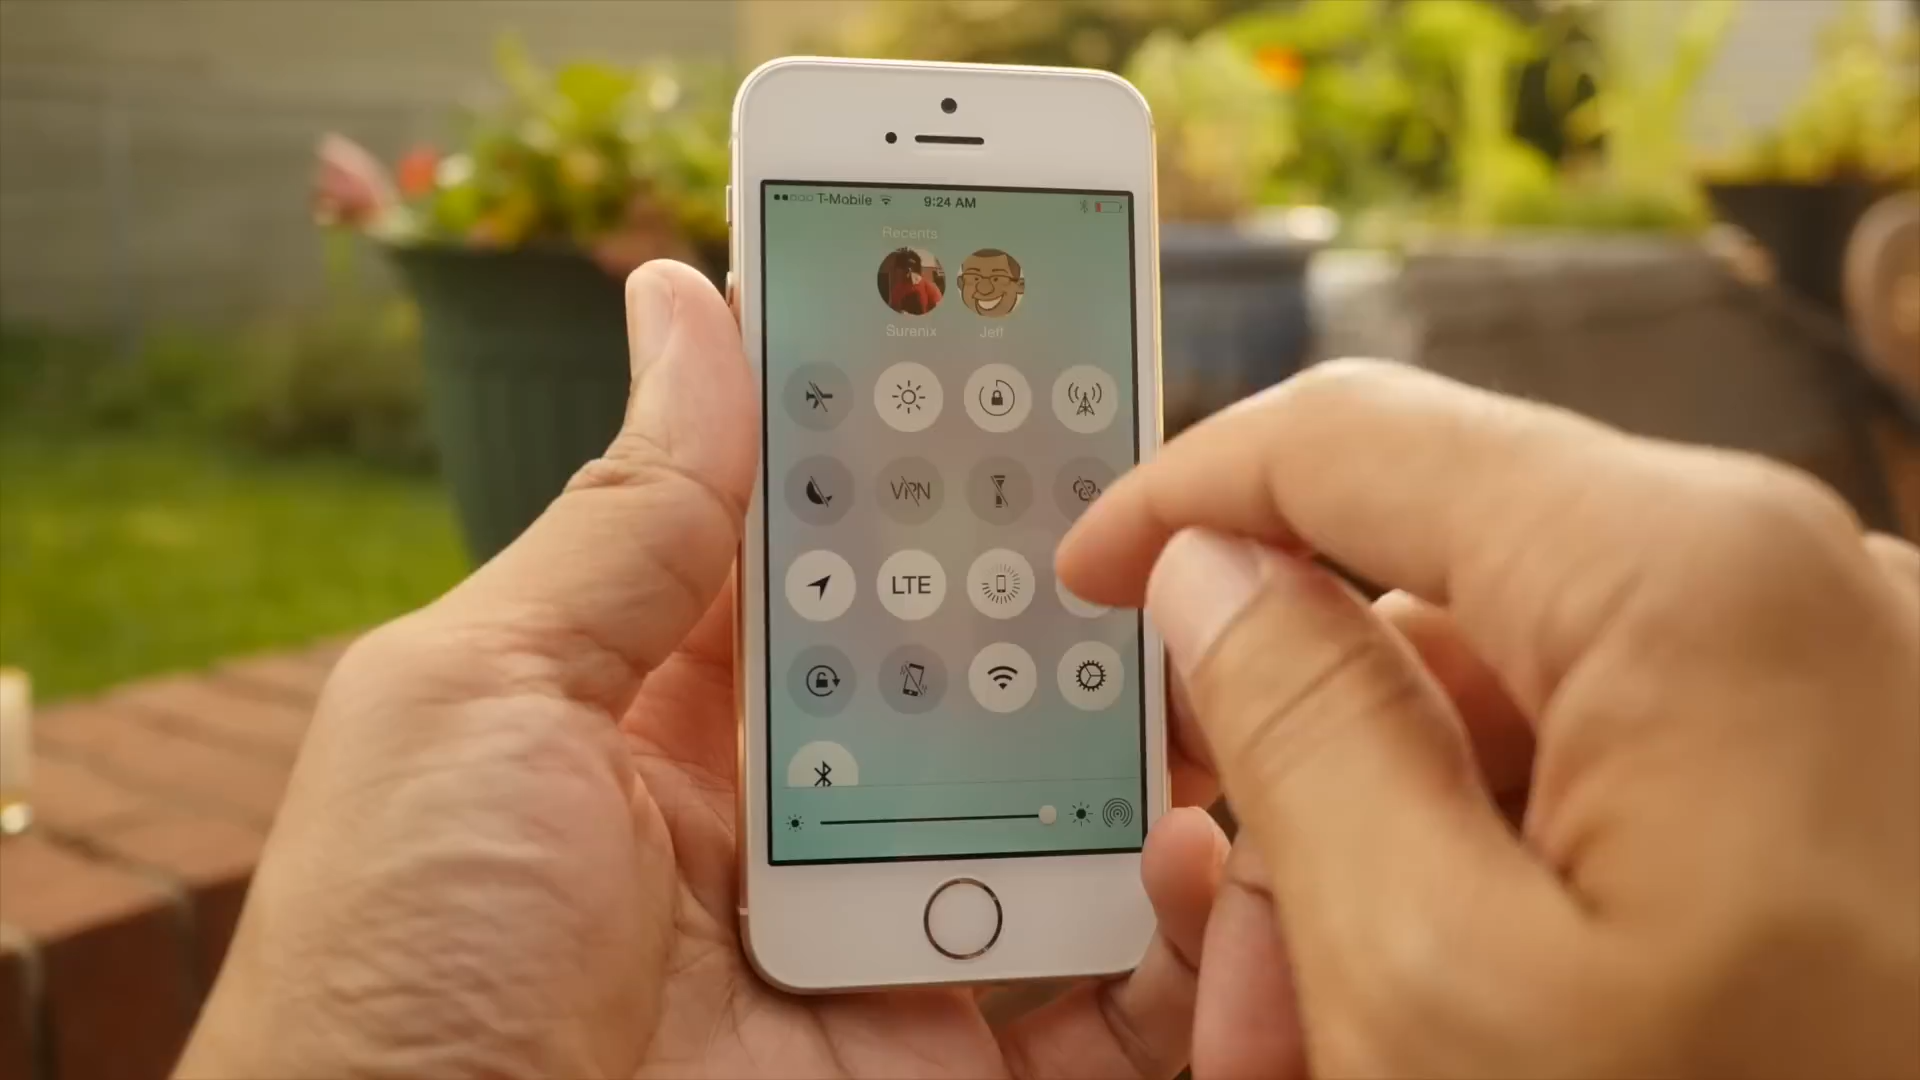 T-Mobile 9:24 AM
Recents
Surenix Jeff
VPN
LTE